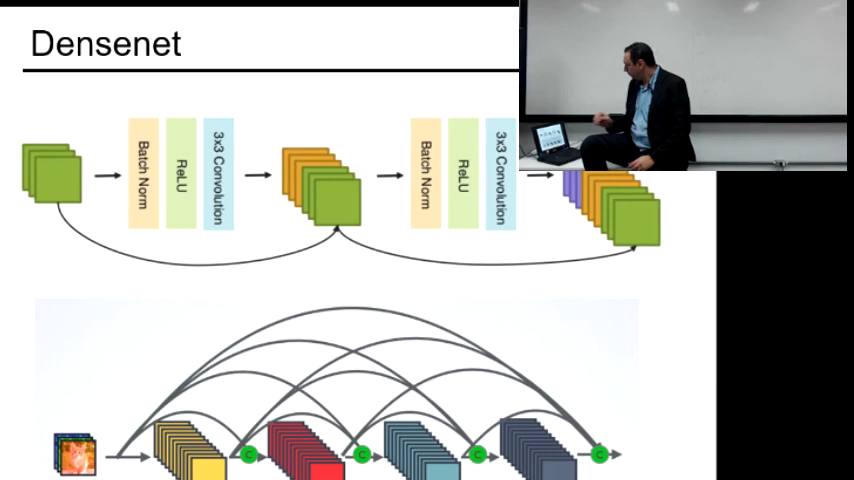 Densenet
Batch Norm
ReLU
3x3 Convolution
Batch Norm
ReLU
3x3 Convolution
C
C
C
C